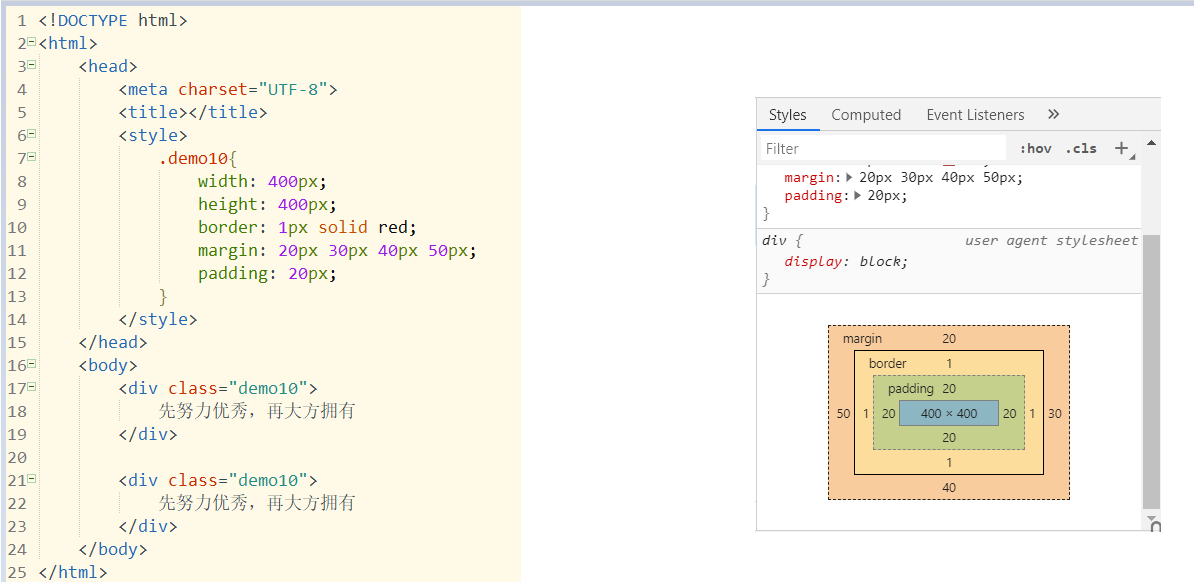 1 <!DOCTYPE html>
2 <html>
3 <head>
4 <meta charset="UTF-8">
5 <title></title>
6 <style>
7 .demo10{
8 width: 400px;
9 height: 400px;
10 border: 1px solid red;
11 margin: 20px 30px 40px 50px;
12 padding: 20px;
13 }
14 </style>
15 </head>
16 <body>
17 <div class="demo10">
18 先努力优秀，再大方拥有
19 </div>
20
21 <div class="demo10">
22 先努力优秀，再大方拥有
23 </div>
24 </body>
25 </html>
Styles Computed Event Listeners »
Filter :hov .cls +
margin: 20px 30px 40px 50px;
padding: 20px;
}
div { user agent stylesheet
display: block;
}
margin 20
border 1
padding 20
50 1 20 400 × 400 20 1 30
20
1
40